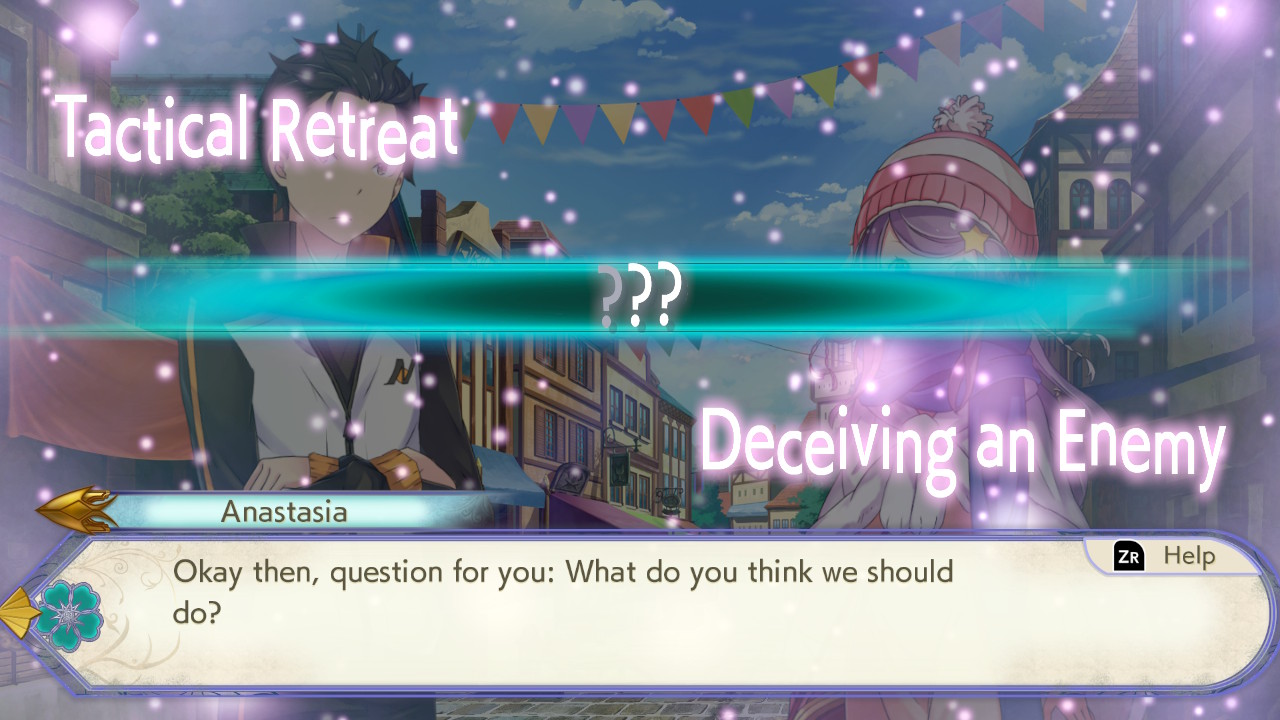 Tactical Retreat
???
Deceiving an Enemy
Anastasia
ZR Help
Okay then, question for you: What do you think we should
do?
N